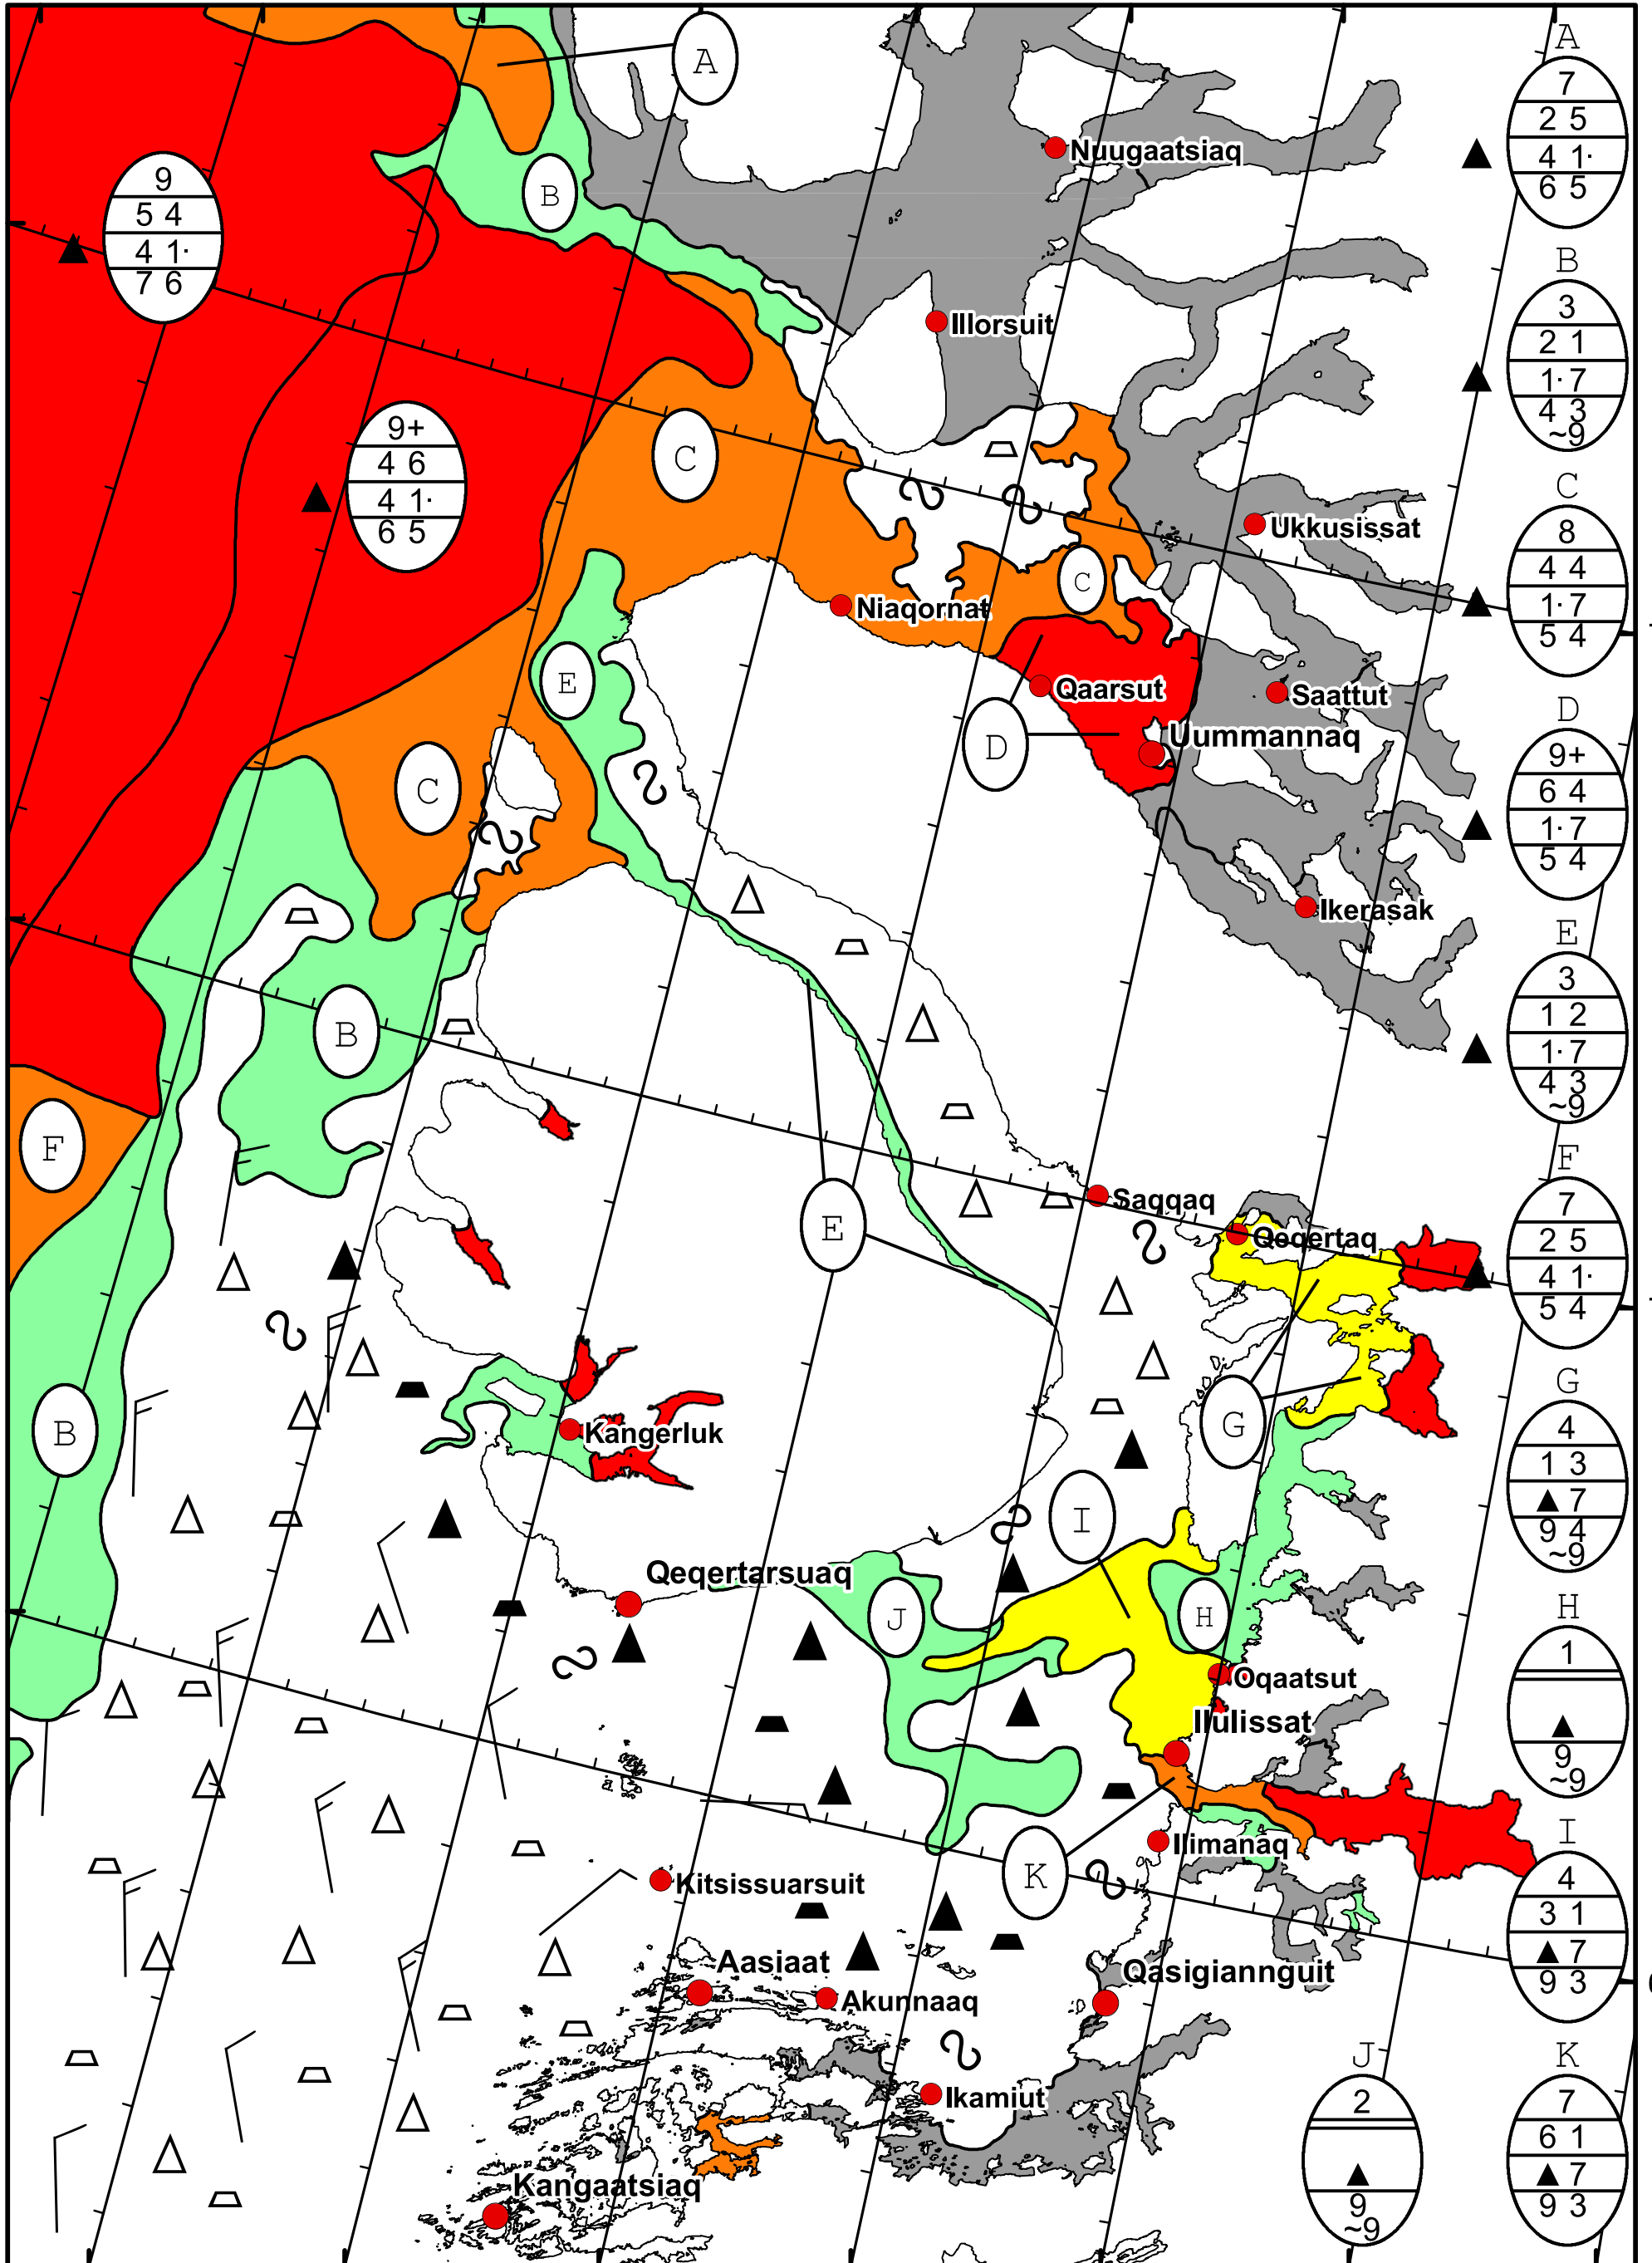 A
A
7
2 5
4 1·
6 5
Nuugaatsiaq
B
9
5 4
4 1·
7 6
B
3
2 1
1· 7
4 3
~9
Illorsuit
9+
4 6
4 1·
6 5
C
C
8
4 4
1· 7
5 4
Ukkusissat
C
Niaqornat
E
Qaarsut
Saattut
D
Uummannaq
D
9+
6 4
1· 7
5 4
C
Ikerasak
E
3
1 2
1· 7
4 3
~9
B
F
F
7
2 5
4 1·
5 4
E
Saqqaq
Qeqertaq
G
G
4
1 3
7
9 4
~9
B
Kangerluk
I
Qeqertarsuaq
J
H
H
1
9
~9
Oqaatsut
Ilulissat
I
4
3 1
7
9 3
Ilimanaq
K
Kitsissuarsuit
Aasiaat
Akunnaaq
Qasigiannguit
Ikamiut
J
2
9
~9
K
7
6 1
7
9 3
Kangaatsiaq